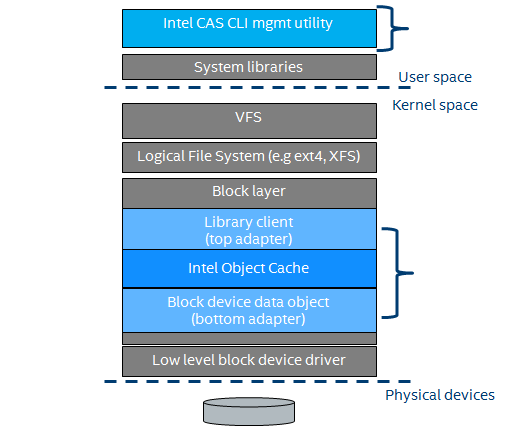 Intel CAS CLI mgmt utility
System libraries
User space
Kernel space
VFS
Logical File System (e.g ext4, XFS)
Block layer
Library client
(top adapter)
Intel Object Cache
Block device data object
(bottom adapter)
Low level block device driver
Physical devices